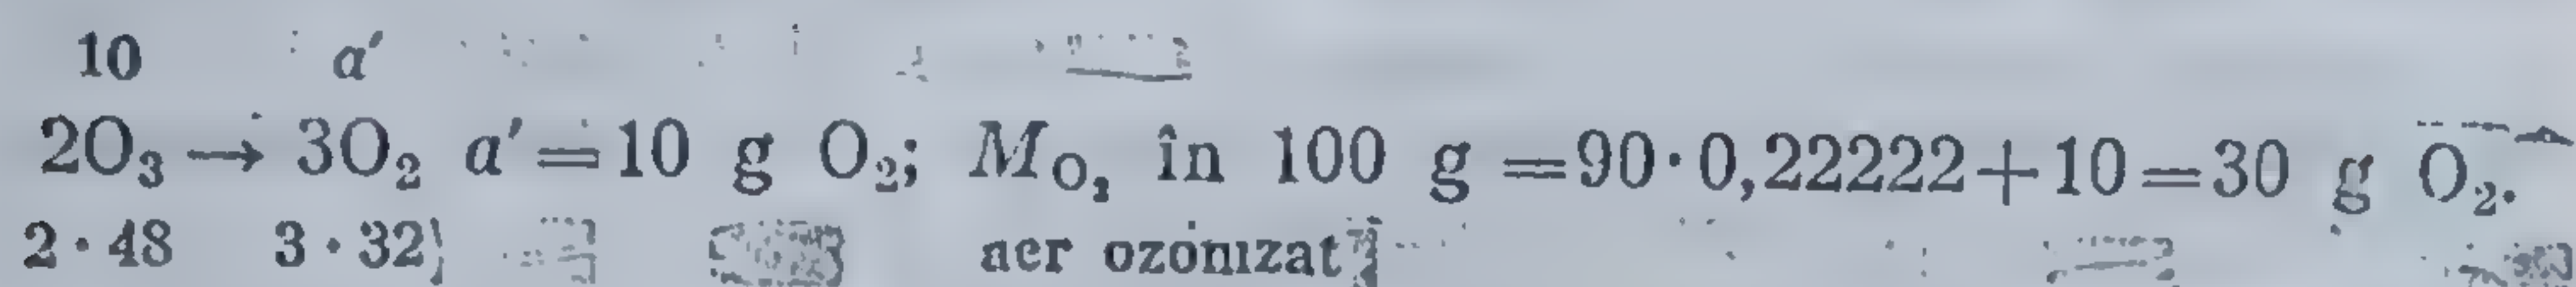 10 a′
2O₃ → 3O₂ a′=10 g O₂; M_O₂ în 100 g =90·0,22222+10=30 g O₂.
2·48 3·32 aer ozonizat